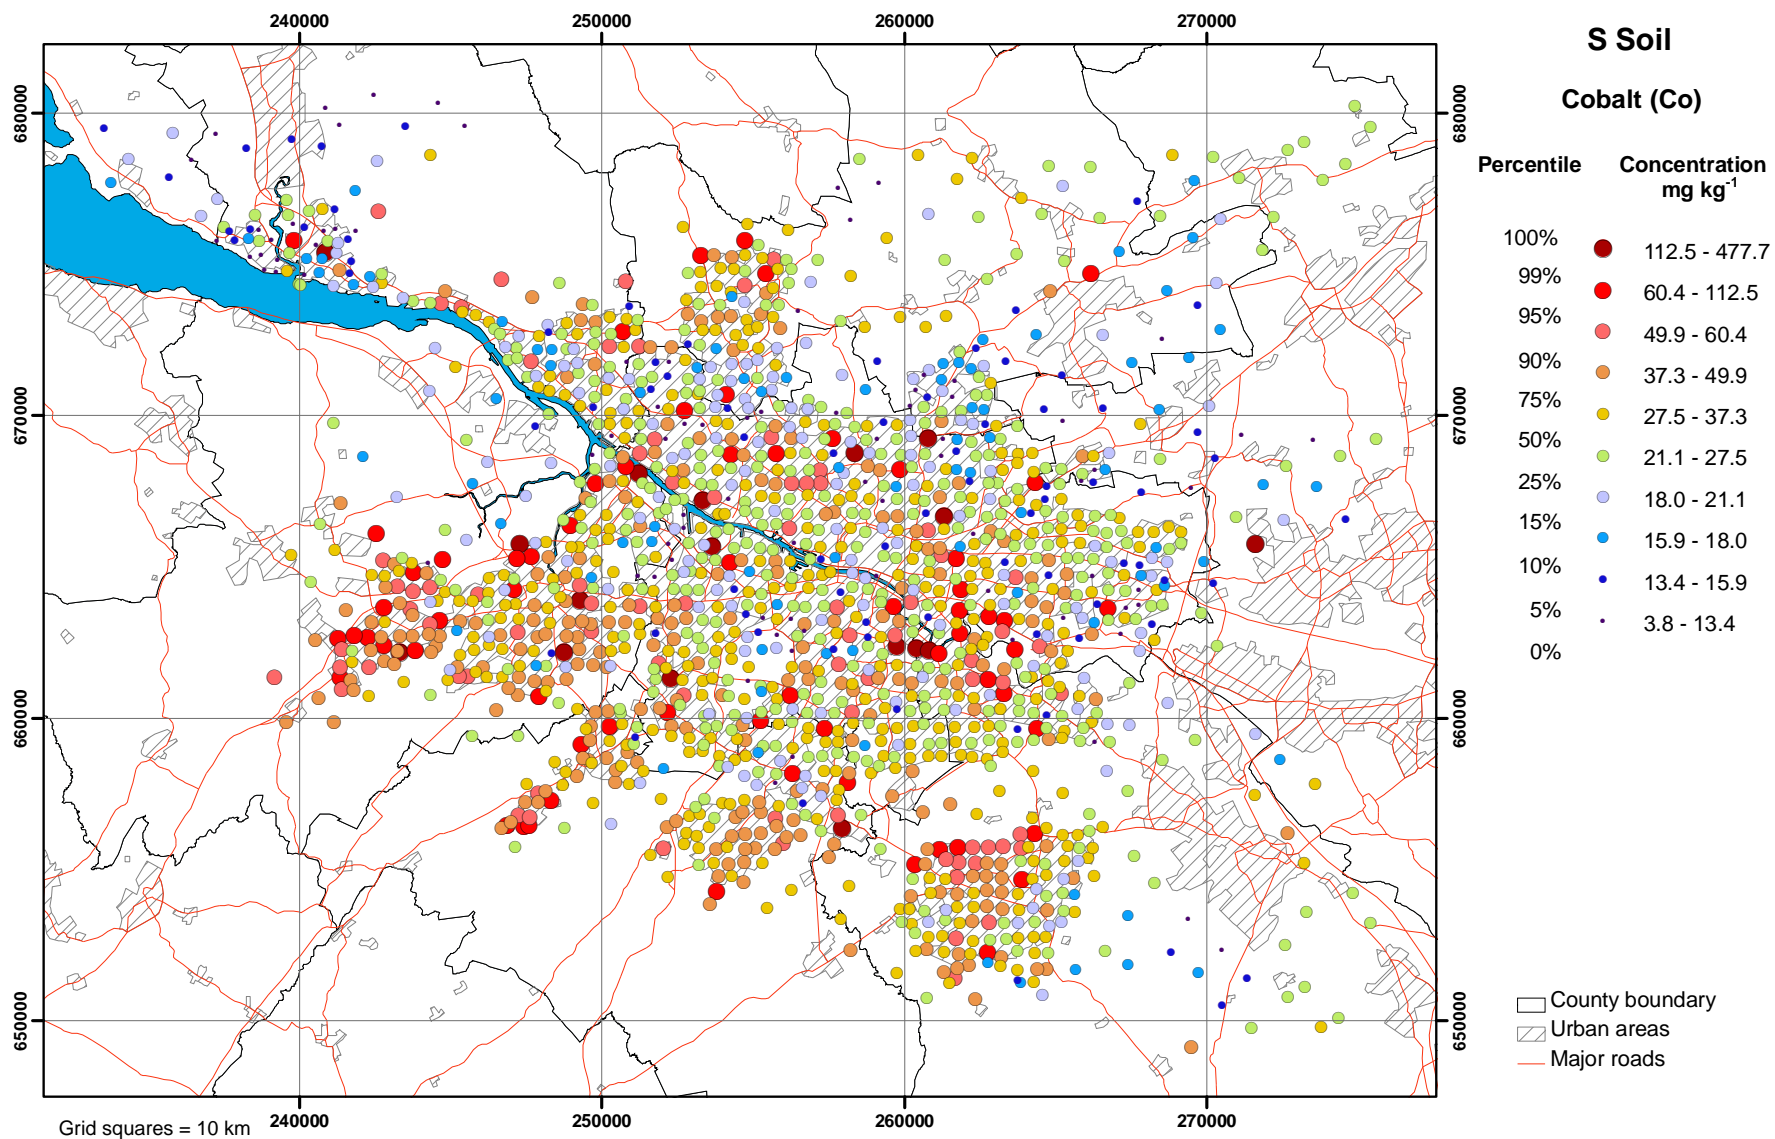 240000 250000 260000 270000
S Soil
Cobalt (Co)
680000 680000
Percentile Concentration
mg kg-1
100% 112.5 - 477.7
99% 60.4 - 112.5
95% 49.9 - 60.4
90% 37.3 - 49.9
75% 27.5 - 37.3
50% 21.1 - 27.5
25% 18.0 - 21.1
15% 15.9 - 18.0
10% 13.4 - 15.9
5% 3.8 - 13.4
0%
670000 670000
660000 660000
650000 650000
County boundary
Urban areas
Major roads
240000 250000 260000 270000
Grid squares = 10 km